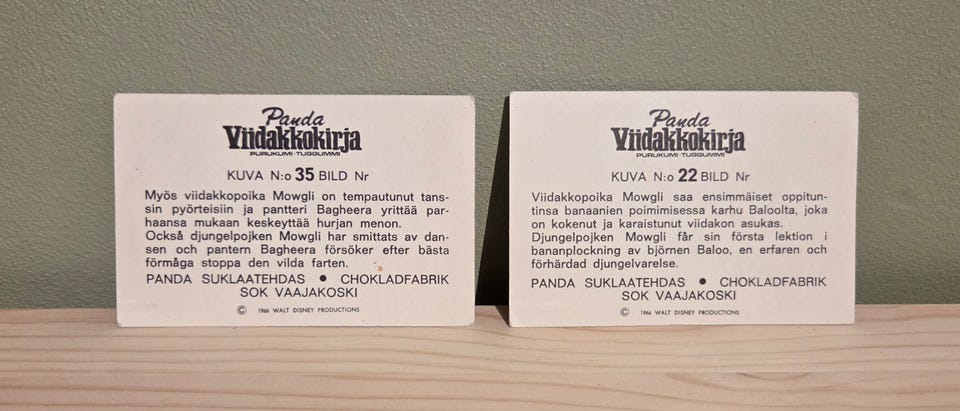 Panda
Viidakkokirja
PURUKUMI-TUGGUMMI
KUVA N:o 35 BILD Nr
Myös viidakkopoika Mowgli on tempautunut tans-
sin pyörteisiin ja pantteri Bagheera yrittää par-
haansa mukaan keskeyttää hurjan menon.
Också djungelpojken Mowgli har smittats av dan-
sen och pantern Bagheera försöker efter bästa
förmåga stoppa den vilda farten.
PANDA SUKLAATEHDAS • CHOKLADFABRIK
SOK VAAJAKOSKI
© 1966 WALT DISNEY PRODUCTIONS
Panda
Viidakkokirja
PURUKUMI-TUGGUMMI
KUVA N:o 22 BILD Nr
Viidakkopoika Mowgli saa ensimmäiset oppitun-
tinsa banaanien poimimisessa karhu Baloolta, joka
on kokenut ja karaistunut viidakon asukas.
Djungelpojken Mowgli får sin första lektion i
bananplockning av björnen Baloo, en erfaren och
förhärdad djungelvarelse.
PANDA SUKLAATEHDAS • CHOKLADFABRIK
SOK VAAJAKOSKI
© 1966 WALT DISNEY PRODUCTIONS